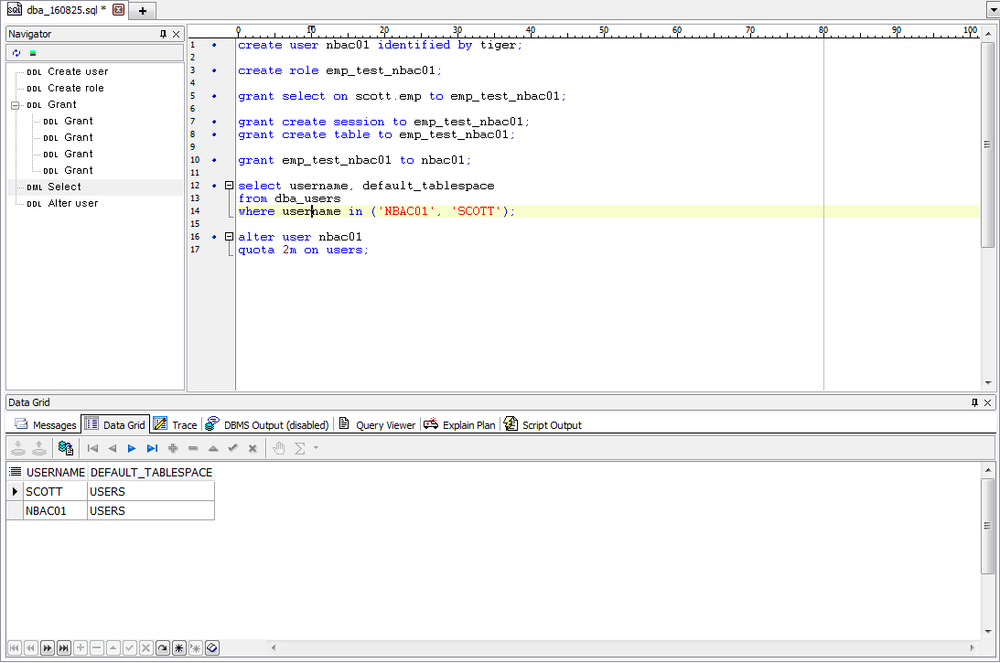 dba_160825.sql *
Navigator
DDL Create user
DDL Create role
DDL Grant
DDL Grant
DDL Grant
DDL Grant
DDL Grant
DML Select
DDL Alter user
0 10 20 30 40 50 60 70 80 90 100
1 create user nbac01 identified by tiger;
2
3 create role emp_test_nbac01;
4
5 grant select on scott.emp to emp_test_nbac01;
6
7 grant create session to emp_test_nbac01;
8 grant create table to emp_test_nbac01;
9
10 grant emp_test_nbac01 to nbac01;
11
12 select username, default_tablespace
13 from dba_users
14 where username in ('NBAC01', 'SCOTT');
15
16 alter user nbac01
17 quota 2m on users;
Data Grid
Messages Data Grid Trace DBMS Output (disabled) Query Viewer Explain Plan Script Output
USERNAME DEFAULT_TABLESPACE
SCOTT USERS
NBAC01 USERS